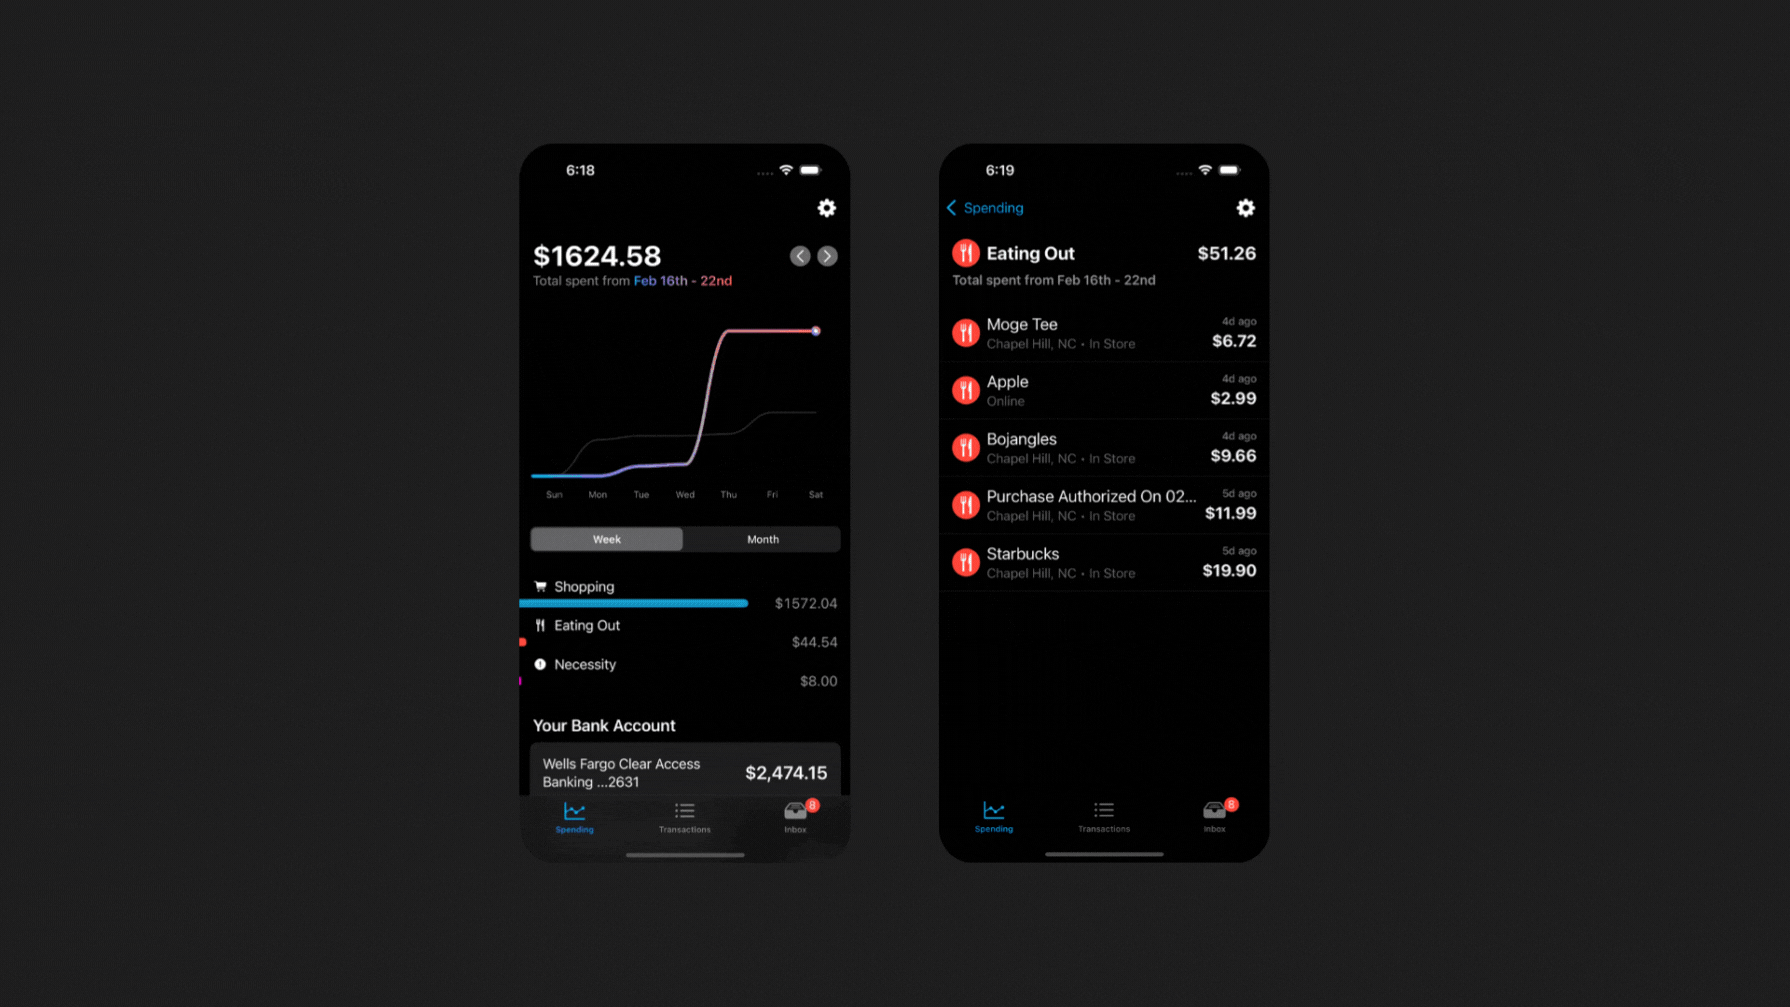 6:18
$1624.58
Total spent from Feb 16th - 22nd
Sun Mon Tue Wed Thu Fri Sat
Week Month
Shopping
$1572.04
Eating Out
$44.54
Necessity
$8.00
Your Bank Account
Wells Fargo Clear Access
Banking ...2631
$2,474.15
8
Spending Transactions Inbox
6:19
Spending
Eating Out $51.26
Total spent from Feb 16th - 22nd
4d ago
Moge Tee
Chapel Hill, NC • In Store
$6.72
4d ago
Apple
Online
$2.99
4d ago
Bojangles
Chapel Hill, NC • In Store
$9.66
5d ago
Purchase Authorized On 02...
Chapel Hill, NC • In Store
$11.99
5d ago
Starbucks
Chapel Hill, NC • In Store
$19.90
8
Spending Transactions Inbox